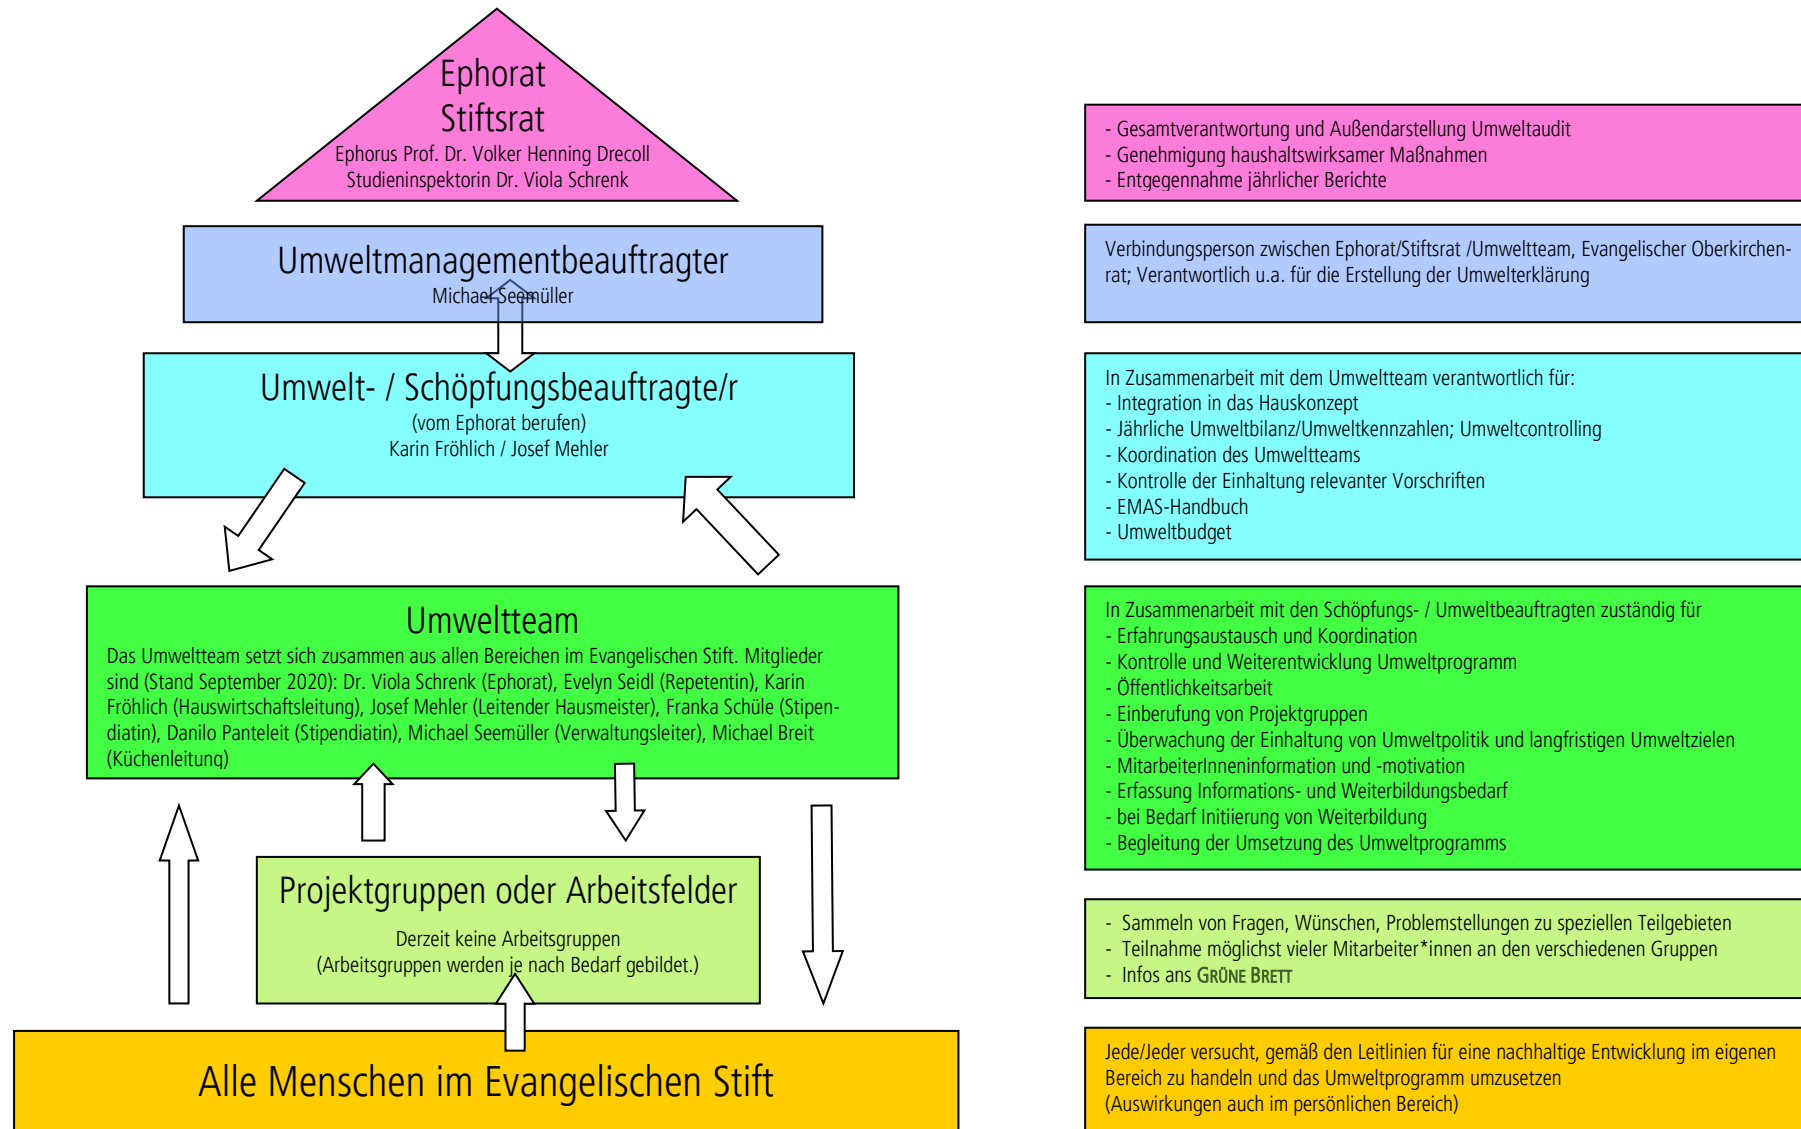 Ephorat
Stiftsrat
Ephorus Prof. Dr. Volker Henning Drecoll
Studieninspektorin Dr. Viola Schrenk
- Gesamtverantwortung und Außendarstellung Umweltaudit
- Genehmigung haushaltswirksamer Maßnahmen
- Entgegennahme jährlicher Berichte
Umweltmanagementbeauftragter
Michael Seemüller
Verbindungsperson zwischen Ephorat/Stiftsrat /Umweltteam, Evangelischer Oberkirchen-
rat; Verantwortlich u.a. für die Erstellung der Umwelterklärung
Umwelt- / Schöpfungsbeauftragte/r
(vom Ephorat berufen)
Karin Fröhlich / Josef Mehler
In Zusammenarbeit mit dem Umweltteam verantwortlich für:
- Integration in das Hauskonzept
- Jährliche Umweltbilanz/Umweltkennzahlen; Umweltcontrolling
- Koordination des Umweltteams
- Kontrolle der Einhaltung relevanter Vorschriften
- EMAS-Handbuch
- Umweltbudget
Umweltteam
Das Umweltteam setzt sich zusammen aus allen Bereichen im Evangelischen Stift. Mitglieder
sind (Stand September 2020): Dr. Viola Schrenk (Ephorat), Evelyn Seidl (Repetentin), Karin
Fröhlich (Hauswirtschaftsleitung), Josef Mehler (Leitender Hausmeister), Franka Schüle (Stipen-
diatin), Danilo Panteleit (Stipendiatin), Michael Seemüller (Verwaltungsleiter), Michael Breit
(Küchenleitung)
In Zusammenarbeit mit den Schöpfungs- / Umweltbeauftragten zuständig für
- Erfahrungsaustausch und Koordination
- Kontrolle und Weiterentwicklung Umweltprogramm
- Öffentlichkeitsarbeit
- Einberufung von Projektgruppen
- Überwachung der Einhaltung von Umweltpolitik und langfristigen Umweltzielen
- MitarbeiterInneninformation und -motivation
- Erfassung Informations- und Weiterbildungsbedarf
- bei Bedarf Initiierung von Weiterbildung
- Begleitung der Umsetzung des Umweltprogramms
Projektgruppen oder Arbeitsfelder
Derzeit keine Arbeitsgruppen
(Arbeitsgruppen werden je nach Bedarf gebildet.)
- Sammeln von Fragen, Wünschen, Problemstellungen zu speziellen Teilgebieten
- Teilnahme möglichst vieler Mitarbeiter*innen an den verschiedenen Gruppen
- Infos ans GRÜNE BRETT
Alle Menschen im Evangelischen Stift
Jede/Jeder versucht, gemäß den Leitlinien für eine nachhaltige Entwicklung im eigenen
Bereich zu handeln und das Umweltprogramm umzusetzen
(Auswirkungen auch im persönlichen Bereich)